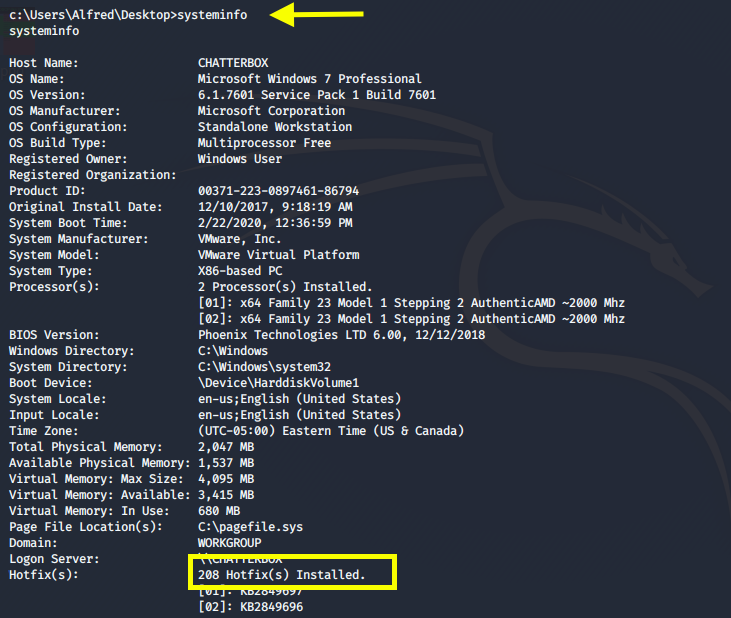 c:\Users\Alfred\Desktop>systeminfo
systeminfo
Host Name: CHATTERBOX
OS Name: Microsoft Windows 7 Professional
OS Version: 6.1.7601 Service Pack 1 Build 7601
OS Manufacturer: Microsoft Corporation
OS Configuration: Standalone Workstation
OS Build Type: Multiprocessor Free
Registered Owner: Windows User
Registered Organization:
Product ID: 00371-223-0897461-86794
Original Install Date: 12/10/2017, 9:18:19 AM
System Boot Time: 2/22/2020, 12:36:59 PM
System Manufacturer: VMware, Inc.
System Model: VMware Virtual Platform
System Type: X86-based PC
Processor(s): 2 Processor(s) Installed.
[01]: x64 Family 23 Model 1 Stepping 2 AuthenticAMD ~2000 Mhz
[02]: x64 Family 23 Model 1 Stepping 2 AuthenticAMD ~2000 Mhz
BIOS Version: Phoenix Technologies LTD 6.00, 12/12/2018
Windows Directory: C:\Windows
System Directory: C:\Windows\system32
Boot Device: \Device\HarddiskVolume1
System Locale: en-us;English (United States)
Input Locale: en-us;English (United States)
Time Zone: (UTC-05:00) Eastern Time (US & Canada)
Total Physical Memory: 2,047 MB
Available Physical Memory: 1,537 MB
Virtual Memory: Max Size: 4,095 MB
Virtual Memory: Available: 3,415 MB
Virtual Memory: In Use: 680 MB
Page File Location(s): C:\pagefile.sys
Domain: WORKGROUP
Logon Server: \\CHATTERBOX
Hotfix(s): 208 Hotfix(s) Installed.
[01]: KB2849697
[02]: KB2849696